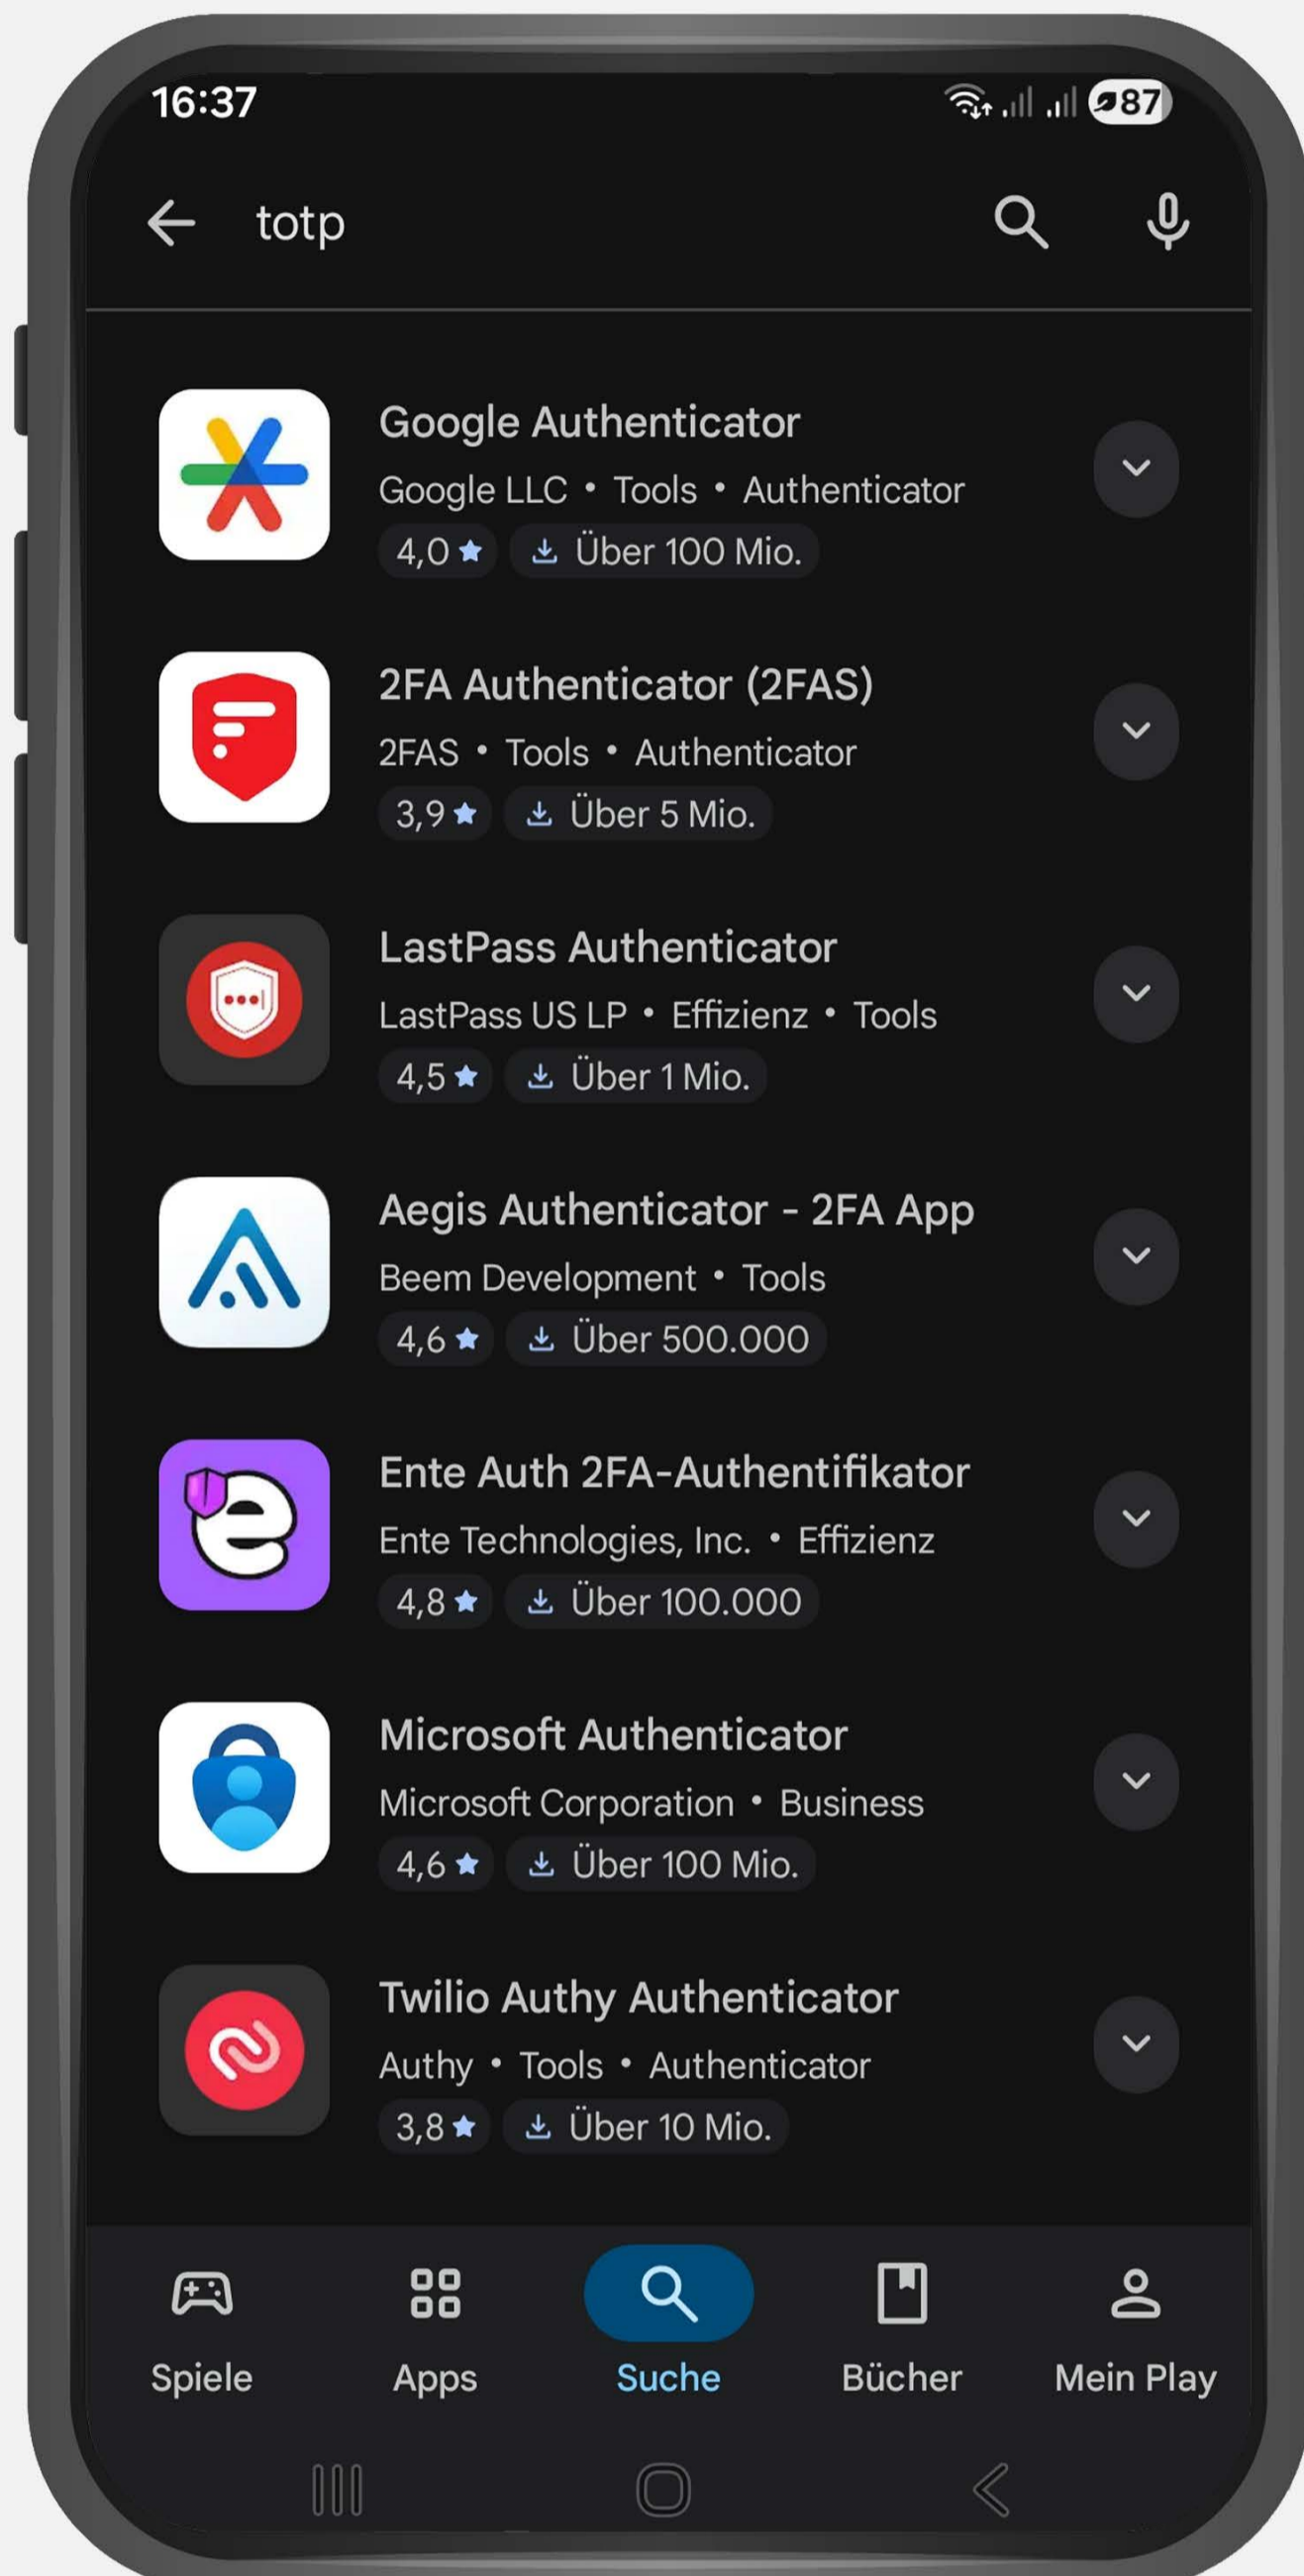 16:37
87
totp
Google Authenticator
Google LLC • Tools • Authenticator
4,0 ★ Über 100 Mio.
2FA Authenticator (2FAS)
2FAS • Tools • Authenticator
3,9 ★ Über 5 Mio.
LastPass Authenticator
LastPass US LP • Effizienz • Tools
4,5 ★ Über 1 Mio.
Aegis Authenticator - 2FA App
Beem Development • Tools
4,6 ★ Über 500.000
Ente Auth 2FA-Authentifikator
Ente Technologies, Inc. • Effizienz
4,8 ★ Über 100.000
Microsoft Authenticator
Microsoft Corporation • Business
4,6 ★ Über 100 Mio.
Twilio Authy Authenticator
Authy • Tools • Authenticator
3,8 ★ Über 10 Mio.
Spiele Apps Suche Bücher Mein Play